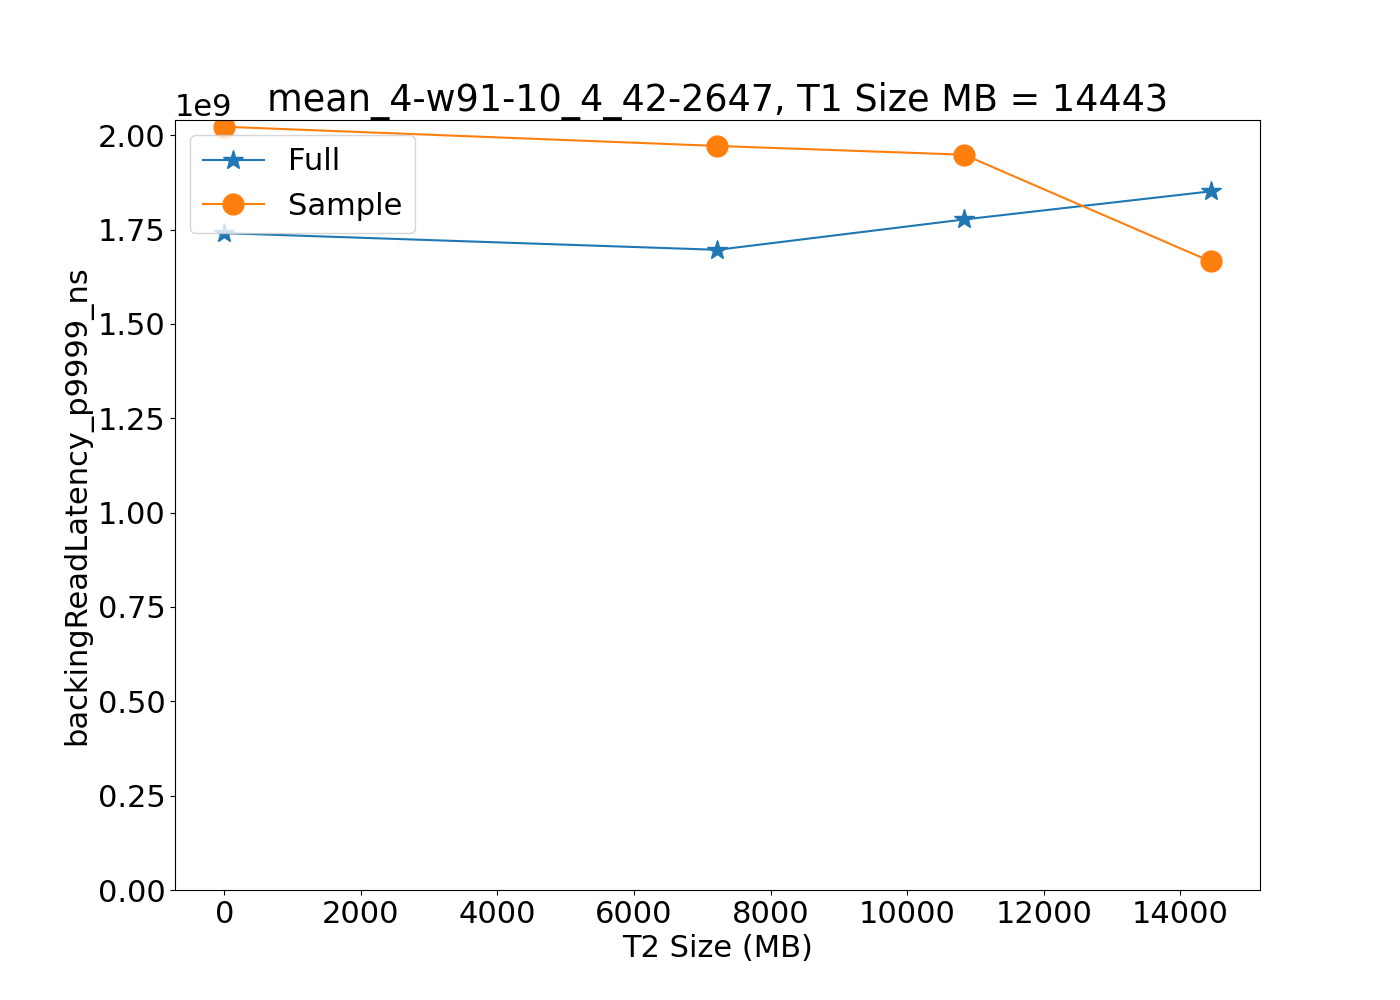 mean_4-w91-10_4_42-2647, T1 Size MB = 14443
1e9
Full
Sample
2.00
1.75
1.50
1.25
1.00
0.75
0.50
0.25
0.00
backingReadLatency_p9999_ns
0 2000 4000 6000 8000 10000 12000 14000
T2 Size (MB)